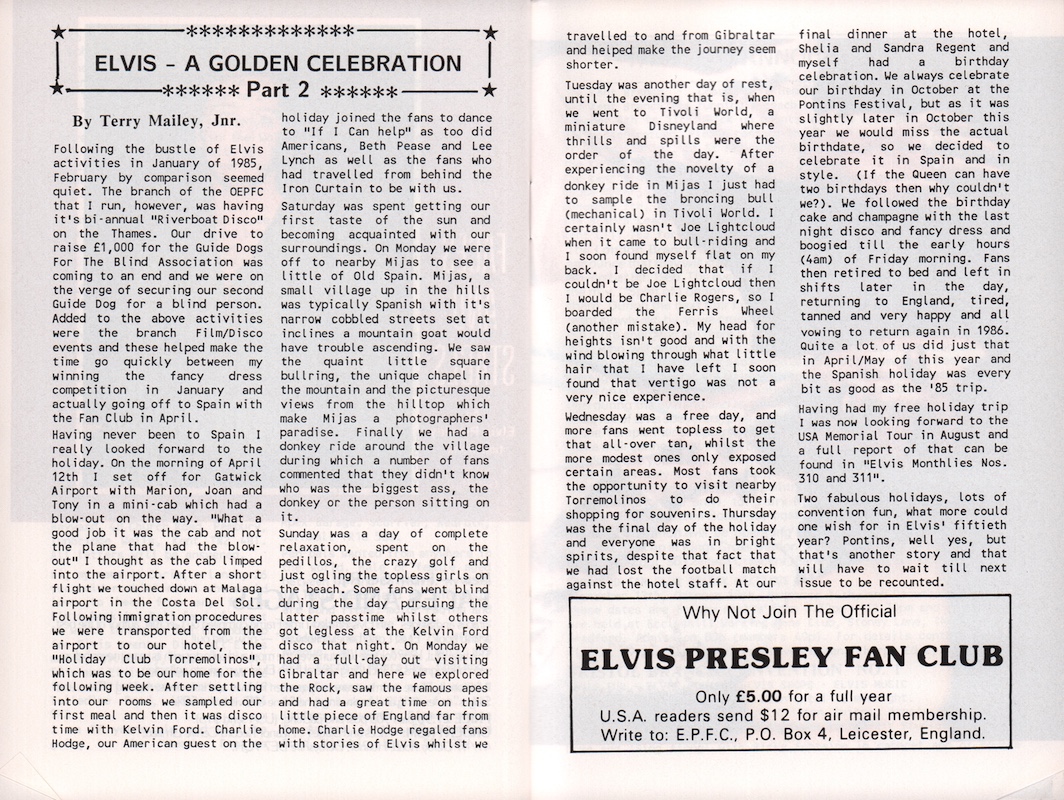 ★ ************* ★
ELVIS - A GOLDEN CELEBRATION
★ ****** Part 2 ****** ★
By Terry Mailey, Jnr.
Following the bustle of Elvis
activities in January of 1985,
February by comparison seemed
quiet. The branch of the OEPFC
that I run, however, was having
it's bi-annual "Riverboat Disco"
on the Thames. Our drive to
raise £1,000 for the Guide Dogs
For The Blind Association was
coming to an end and we were on
the verge of securing our second
Guide Dog for a blind person.
Added to the above activities
were the branch Film/Disco
events and these helped make the
time go quickly between my
winning the fancy dress
competition in January and
actually going off to Spain with
the Fan Club in April.
Having never been to Spain I
really looked forward to the
holiday. On the morning of April
12th I set off for Gatwick
Airport with Marion, Joan and
Tony in a mini-cab which had a
blow-out on the way. "What a
good job it was the cab and not
the plane that had the blow-
out" I thought as the cab limped
into the airport. After a short
flight we touched down at Malaga
airport in the Costa Del Sol.
Following immigration procedures
we were transported from the
airport to our hotel, the
"Holiday Club Torremolinos",
which was to be our home for the
following week. After settling
into our rooms we sampled our
first meal and then it was disco
time with Kelvin Ford. Charlie
Hodge, our American guest on the
holiday joined the fans to dance
to "If I Can help" as too did
Americans, Beth Pease and Lee
Lynch as well as the fans who
had travelled from behind the
Iron Curtain to be with us.
Saturday was spent getting our
first taste of the sun and
becoming acquainted with our
surroundings. On Monday we were
off to nearby Mijas to see a
little of Old Spain. Mijas, a
small village up in the hills
was typically Spanish with it's
narrow cobbled streets set at
inclines a mountain goat would
have trouble ascending. We saw
the quaint little square
bullring, the unique chapel in
the mountain and the picturesque
views from the hilltop which
make Mijas a photographers'
paradise. Finally we had a
donkey ride around the village
during which a number of fans
commented that they didn't know
who was the biggest ass, the
donkey or the person sitting on
it.
Sunday was a day of complete
relaxation, spent on the
pedillos, the crazy golf and
just ogling the topless girls on
the beach. Some fans went blind
during the day pursuing the
latter passtime whilst others
got legless at the Kelvin Ford
disco that night. On Monday we
had a full-day out visiting
Gibraltar and here we explored
the Rock, saw the famous apes
and had a great time on this
little piece of England far from
home. Charlie Hodge regaled fans
with stories of Elvis whilst we
travelled to and from Gibraltar
and helped make the journey seem
shorter.
Tuesday was another day of rest,
until the evening that is, when
we went to Tivoli World, a
miniature Disneyland where
thrills and spills were the
order of the day. After
experiencing the novelty of a
donkey ride in Mijas I just had
to sample the broncing bull
(mechanical) in Tivoli World. I
certainly wasn't Joe Lightcloud
when it came to bull-riding and
I soon found myself flat on my
back. I decided that if I
couldn't be Joe Lightcloud then
I would be Charlie Rogers, so I
boarded the Ferris Wheel
(another mistake). My head for
heights isn't good and with the
wind blowing through what little
hair that I have left I soon
found that vertigo was not a
very nice experience.
Wednesday was a free day, and
more fans went topless to get
that all-over tan, whilst the
more modest ones only exposed
certain areas. Most fans took
the opportunity to visit nearby
Torremolinos to do their
shopping for souvenirs. Thursday
was the final day of the holiday
and everyone was in bright
spirits, despite that fact that
we had lost the football match
against the hotel staff. At our
final dinner at the hotel,
Shelia and Sandra Regent and
myself had a birthday
celebration. We always celebrate
our birthday in October at the
Pontins Festival, but as it was
slightly later in October this
year we would miss the actual
birthdate, so we decided to
celebrate it in Spain and in
style. (If the Queen can have
two birthdays then why couldn't
we?). We followed the birthday
cake and champagne with the last
night disco and fancy dress and
boogied till the early hours
(4am) of Friday morning. Fans
then retired to bed and left in
shifts later in the day,
returning to England, tired,
tanned and very happy and all
vowing to return again in 1986.
Quite a lot of us did just that
in April/May of this year and
the Spanish holiday was every
bit as good as the '85 trip.
Having had my free holiday trip
I was now looking forward to the
USA Memorial Tour in August and
a full report of that can be
found in "Elvis Monthlies Nos.
310 and 311".
Two fabulous holidays, lots of
convention fun, what more could
one wish for in Elvis' fiftieth
year? Pontins, well yes, but
that's another story and that
will have to wait till next
issue to be recounted.
Why Not Join The Official
ELVIS PRESLEY FAN CLUB
Only £5.00 for a full year
U.S.A. readers send $12 for air mail membership.
Write to: E.P.F.C., P.O. Box 4, Leicester, England.